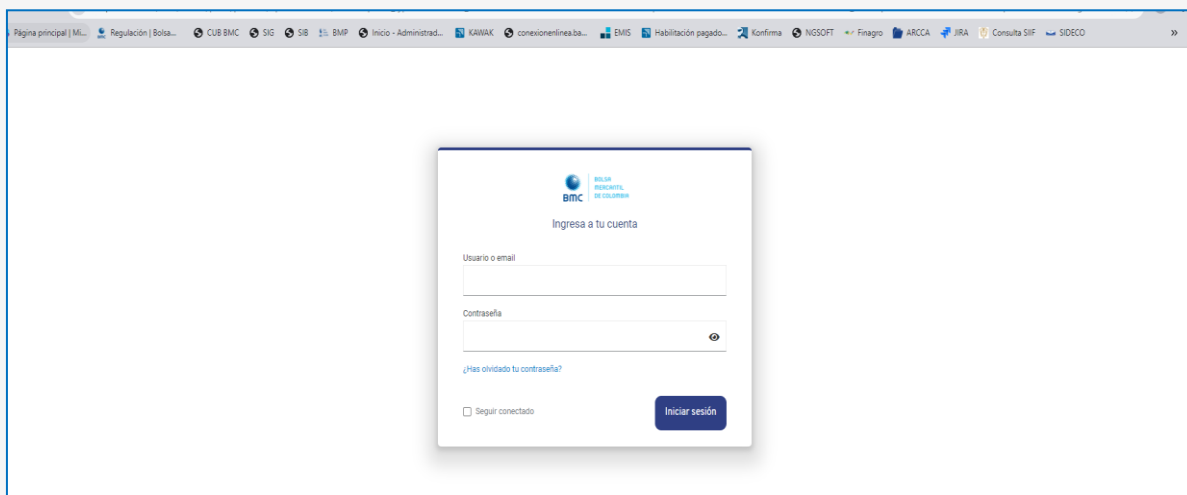 Página principal | Mi... Regulación | Bolsa... CUB BMC SIG SIB BMP Inicio - Administrad... KAWAK conexionenlinea.ba... EMIS Habilitación pagado... Konfirma NGSOFT Finagro ARCCA JIRA Consulta SIIF SIDECO »
BMC
BOLSA
MERCANTIL
DE COLOMBIA
Ingresa a tu cuenta
Usuario o email
Contraseña
¿Has olvidado tu contraseña?
Seguir conectado Iniciar sesión